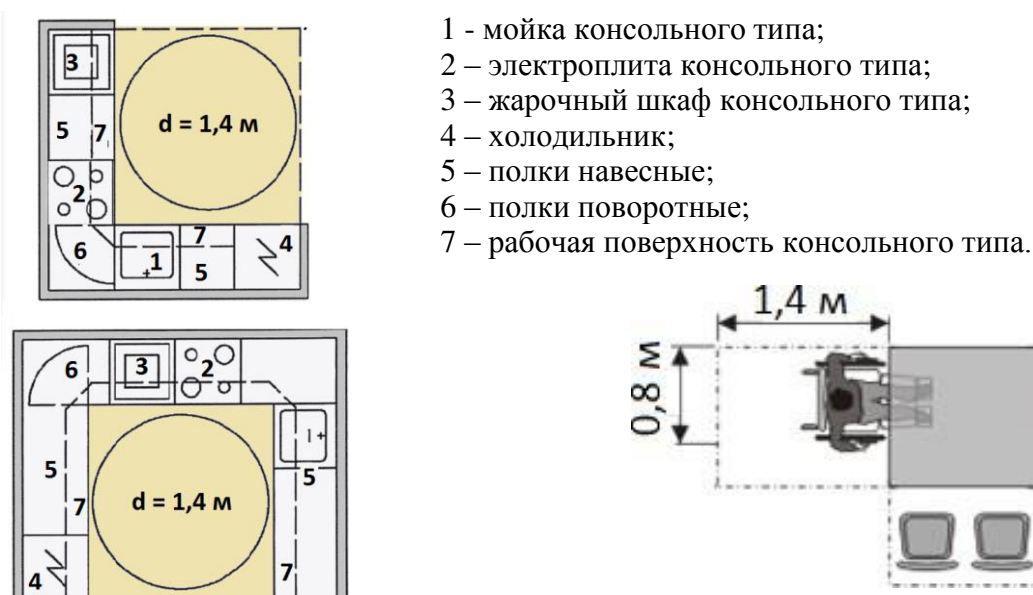 3
5
7
d = 1,4 м
2
6
1
7
5
4
1 - мойка консольного типа;
2 – электроплита консольного типа;
3 – жарочный шкаф консольного типа;
4 – холодильник;
5 – полки навесные;
6 – полки поворотные;
7 – рабочая поверхность консольного типа.
6
3
2
5
7
d = 1,4 м
5
7
4
1,4 м
0,8 м